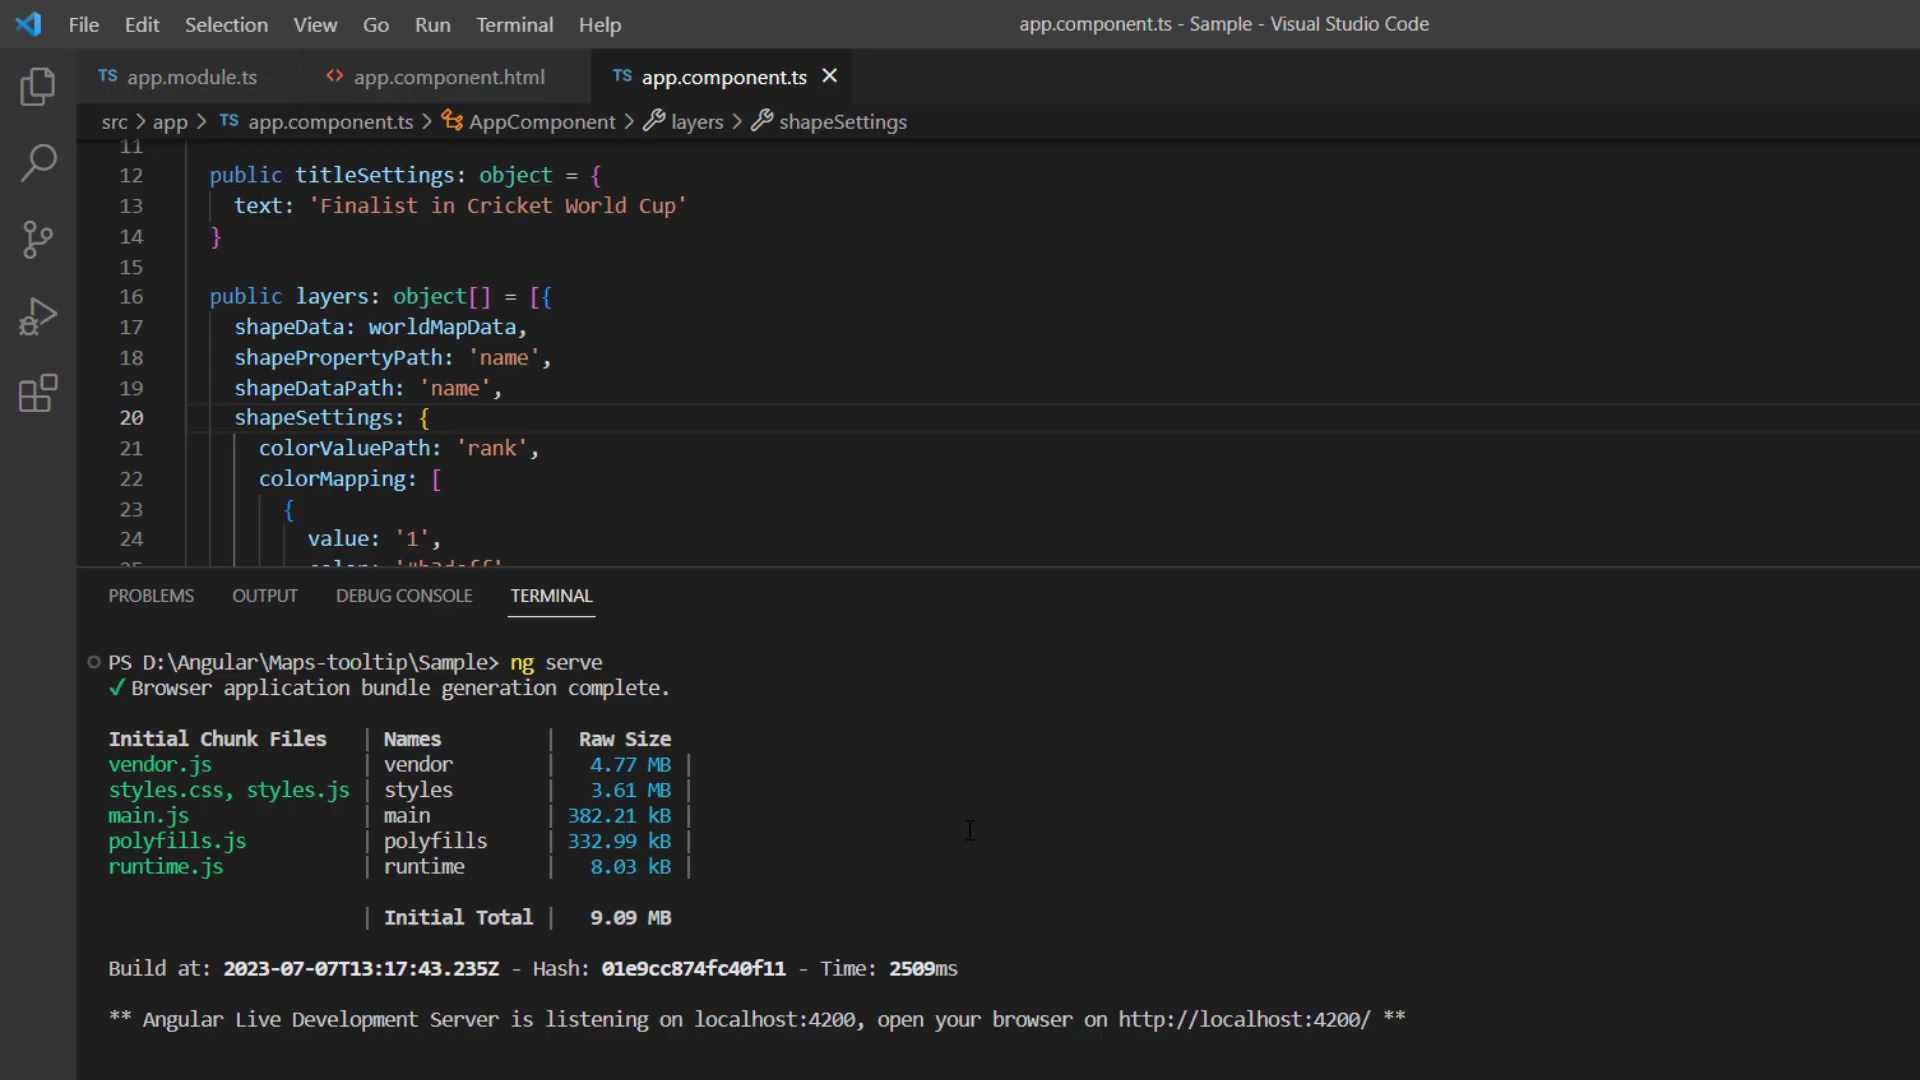 File Edit Selection View Go Run Terminal Help
app.component.ts - Sample - Visual Studio Code
TS app.module.ts
<> app.component.html
TS app.component.ts ×
src > app > TS app.component.ts > AppComponent > layers > shapeSettings
11
12 public titleSettings: object = {
13 text: 'Finalist in Cricket World Cup'
14 }
15
16 public layers: object[] = [{
17 shapeData: worldMapData,
18 shapePropertyPath: 'name',
19 shapeDataPath: 'name',
20 shapeSettings: {
21 colorValuePath: 'rank',
22 colorMapping: [
23 {
24 value: '1',
PROBLEMS OUTPUT DEBUG CONSOLE TERMINAL
PS D:\Angular\Maps-tooltip\Sample> ng serve
✓ Browser application bundle generation complete.
Initial Chunk Files | Names | Raw Size
vendor.js | vendor | 4.77 MB |
styles.css, styles.js | styles | 3.61 MB |
main.js | main | 382.21 kB |
polyfills.js | polyfills | 332.99 kB |
runtime.js | runtime | 8.03 kB |
| Initial Total | 9.09 MB
Build at: 2023-07-07T13:17:43.235Z - Hash: 01e9cc874fc40f11 - Time: 2509ms
** Angular Live Development Server is listening on localhost:4200, open your browser on http://localhost:4200/ **